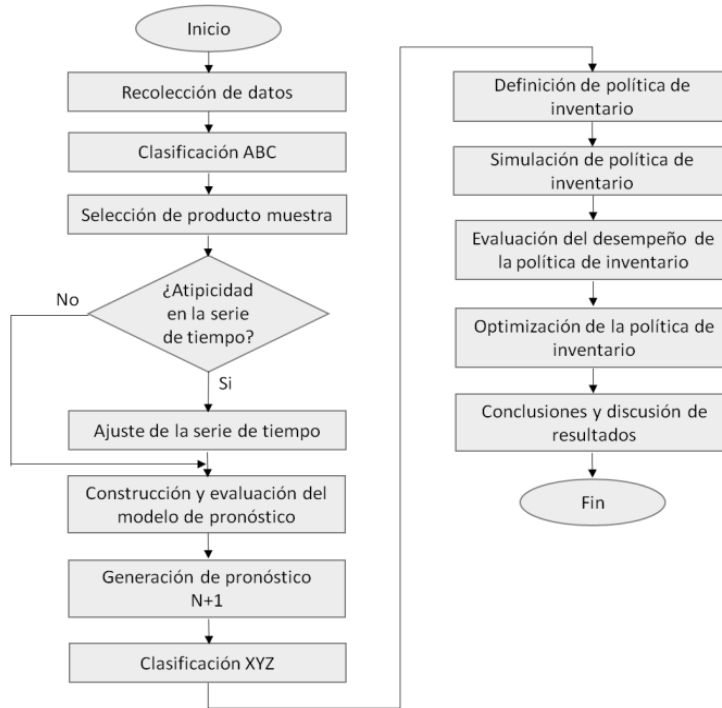 Inicio
Recolección de datos
Clasificación ABC
Selección de producto muestra
¿Atipicidad
en la serie
de tiempo?
No
Si
Ajuste de la serie de tiempo
Construcción y evaluación del
modelo de pronóstico
Generación de pronóstico
N+1
Clasificación XYZ
Definición de política de
inventario
Simulación de política de
inventario
Evaluación del desempeño de
la política de inventario
Optimización de la política de
inventario
Conclusiones y discusión de
resultados
Fin